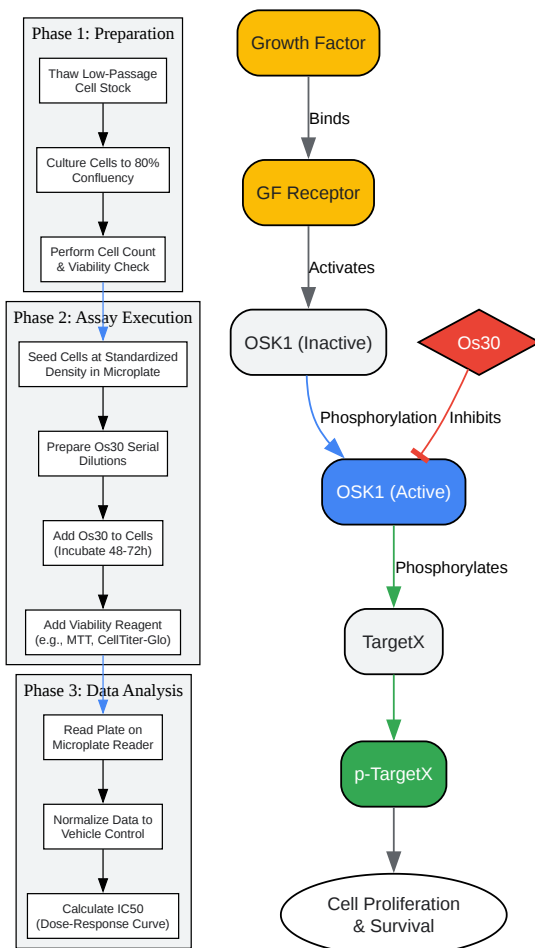 Phase 1: Preparation
Thaw Low-Passage
Cell Stock
Culture Cells to 80%
Confluency
Perform Cell Count
& Viability Check
Phase 2: Assay Execution
Seed Cells at Standardized
Density in Microplate
Prepare Os30 Serial
Dilutions
Add Os30 to Cells
(Incubate 48-72h)
Add Viability Reagent
(e.g., MTT, CellTiter-Glo)
Phase 3: Data Analysis
Read Plate on
Microplate Reader
Normalize Data to
Vehicle Control
Calculate IC50
(Dose-Response Curve)
Growth Factor
Binds
GF Receptor
Activates
OSK1 (Inactive)
Os30
Phosphorylation
Inhibits
OSK1 (Active)
Phosphorylates
TargetX
p-TargetX
Cell Proliferation
& Survival